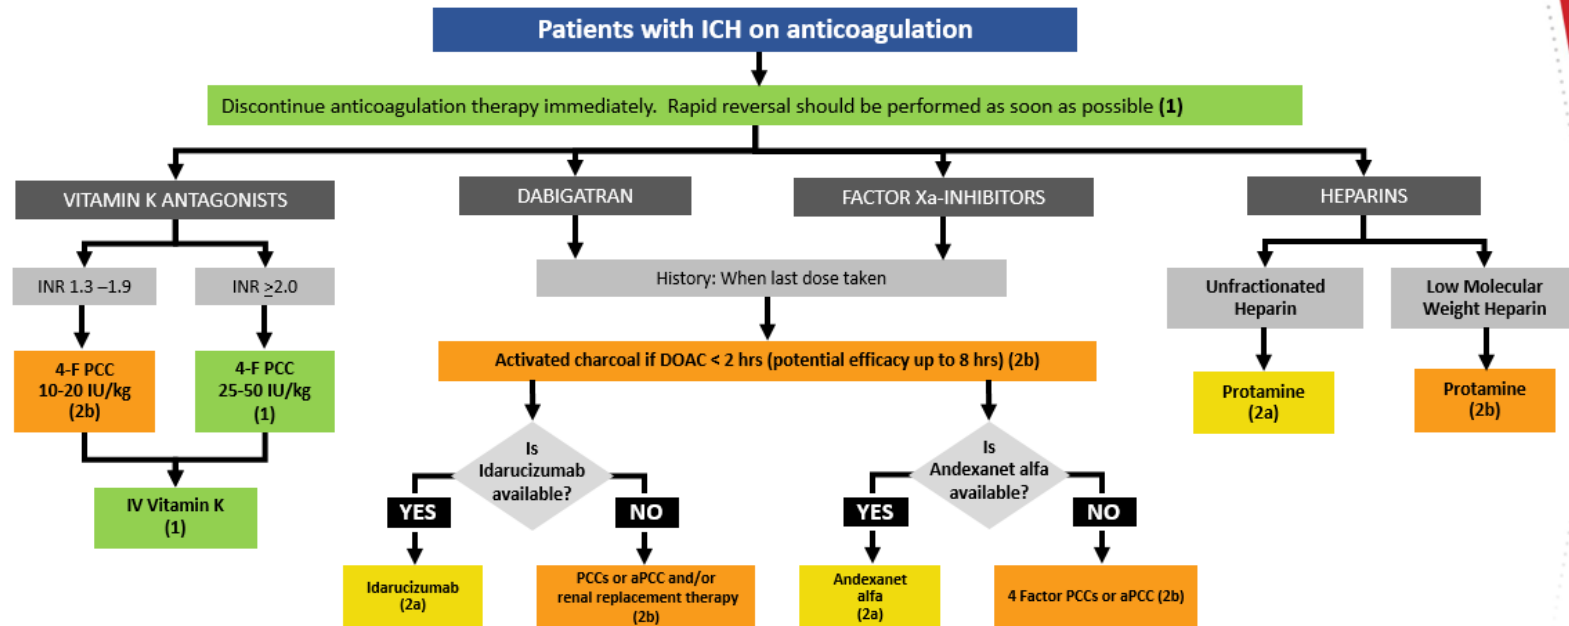 Patients with ICH on anticoagulation
Discontinue anticoagulation therapy immediately.  Rapid reversal should be performed as soon as possible (1)
VITAMIN K ANTAGONISTS
DABIGATRAN
FACTOR Xa-INHIBITORS
HEPARINS
INR 1.3 –1.9
INR ≥2.0
History: When last dose taken
Unfractionated
Heparin
Low Molecular
Weight Heparin
4-F PCC
10-20 IU/kg
(2b)
4-F PCC
25-50 IU/kg
(1)
Activated charcoal if DOAC < 2 hrs (potential efficacy up to 8 hrs) (2b)
Protamine
(2a)
Protamine
(2b)
IV Vitamin K
(1)
Is
Idarucizumab
available?
YES
NO
Is
Andexanet alfa
available?
YES
NO
Idarucizumab
(2a)
PCCs or aPCC and/or
renal replacement therapy
(2b)
Andexanet
alfa
(2a)
4 Factor PCCs or aPCC (2b)